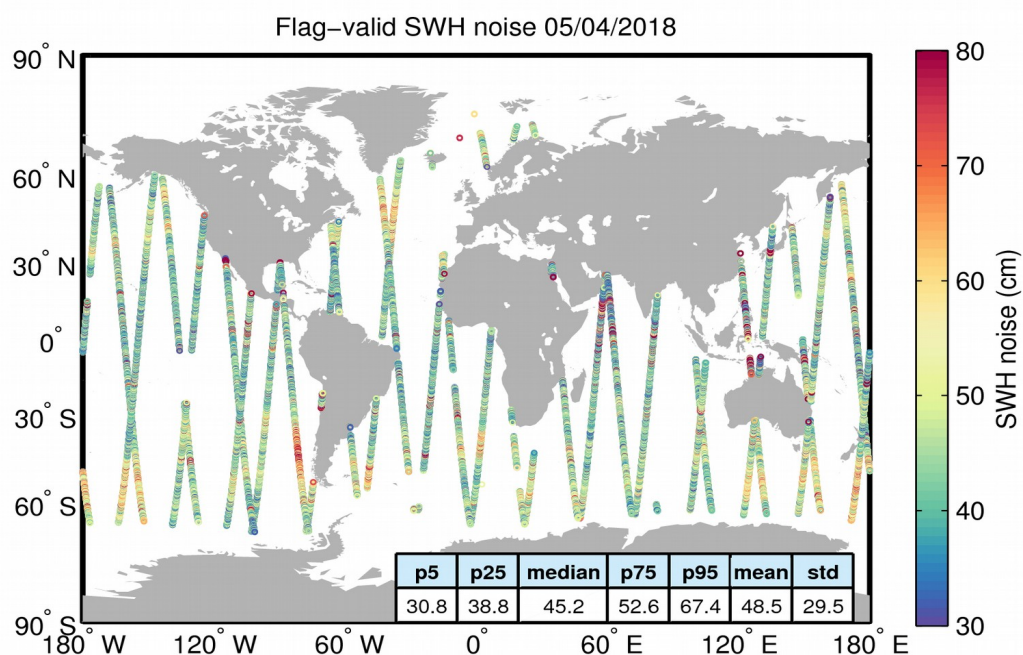 Flag-valid SWH noise 05/04/2018
90° N
60° N
30° N
0°
30° S
60° S
90° S
180° W
120° W
60° W
0°
60° E
120° E
180° E
80
70
60
50
40
30
SWH noise (cm)
p5 p25 median p75 p95 mean std
30.8 38.8 45.2 52.6 67.4 48.5 29.5